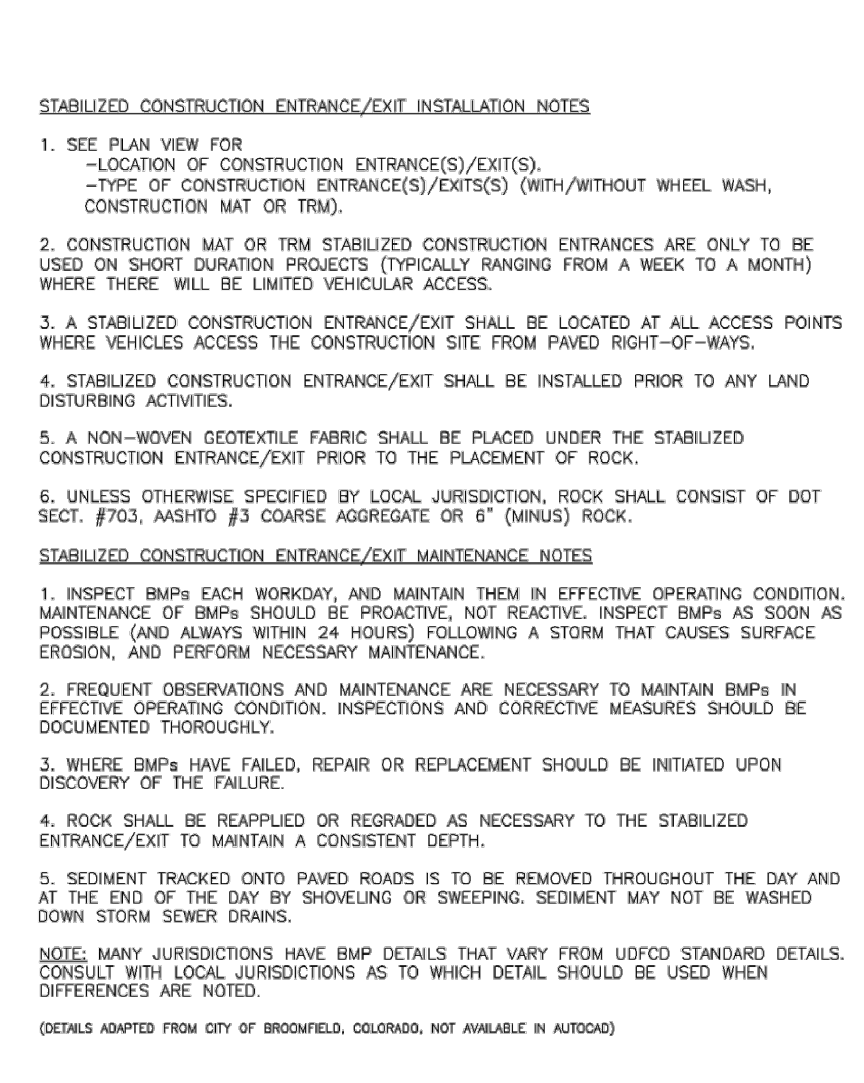 STABILIZED CONSTRUCTION ENTRANCE/EXIT INSTALLATION NOTES
1. SEE PLAN VIEW FOR
–LOCATION OF CONSTRUCTION ENTRANCE(S)/EXIT(S).
–TYPE OF CONSTRUCTION ENTRANCE(S)/EXITS(S) (WITH/WITHOUT WHEEL WASH,
CONSTRUCTION MAT OR TRM).
2. CONSTRUCTION MAT OR TRM STABILIZED CONSTRUCTION ENTRANCES ARE ONLY TO BE
USED ON SHORT DURATION PROJECTS (TYPICALLY RANGING FROM A WEEK TO A MONTH)
WHERE THERE WILL BE LIMITED VEHICULAR ACCESS.
3. A STABILIZED CONSTRUCTION ENTRANCE/EXIT SHALL BE LOCATED AT ALL ACCESS POINTS
WHERE VEHICLES ACCESS THE CONSTRUCTION SITE FROM PAVED RIGHT–OF–WAYS.
4. STABILIZED CONSTRUCTION ENTRANCE/EXIT SHALL BE INSTALLED PRIOR TO ANY LAND
DISTURBING ACTIVITIES.
5. A NON–WOVEN GEOTEXTILE FABRIC SHALL BE PLACED UNDER THE STABILIZED
CONSTRUCTION ENTRANCE/EXIT PRIOR TO THE PLACEMENT OF ROCK.
6. UNLESS OTHERWISE SPECIFIED BY LOCAL JURISDICTION, ROCK SHALL CONSIST OF DOT
SECT. #703, AASHTO #3 COARSE AGGREGATE OR 6" (MINUS) ROCK.
STABILIZED CONSTRUCTION ENTRANCE/EXIT MAINTENANCE NOTES
1. INSPECT BMPs EACH WORKDAY, AND MAINTAIN THEM IN EFFECTIVE OPERATING CONDITION.
MAINTENANCE OF BMPs SHOULD BE PROACTIVE, NOT REACTIVE. INSPECT BMPs AS SOON AS
POSSIBLE (AND ALWAYS WITHIN 24 HOURS) FOLLOWING A STORM THAT CAUSES SURFACE
EROSION, AND PERFORM NECESSARY MAINTENANCE.
2. FREQUENT OBSERVATIONS AND MAINTENANCE ARE NECESSARY TO MAINTAIN BMPs IN
EFFECTIVE OPERATING CONDITION. INSPECTIONS AND CORRECTIVE MEASURES SHOULD BE
DOCUMENTED THOROUGHLY.
3. WHERE BMPs HAVE FAILED, REPAIR OR REPLACEMENT SHOULD BE INITIATED UPON
DISCOVERY OF THE FAILURE.
4. ROCK SHALL BE REAPPLIED OR REGRADED AS NECESSARY TO THE STABILIZED
ENTRANCE/EXIT TO MAINTAIN A CONSISTENT DEPTH.
5. SEDIMENT TRACKED ONTO PAVED ROADS IS TO BE REMOVED THROUGHOUT THE DAY AND
AT THE END OF THE DAY BY SHOVELING OR SWEEPING. SEDIMENT MAY NOT BE WASHED
DOWN STORM SEWER DRAINS.
NOTE: MANY JURISDICTIONS HAVE BMP DETAILS THAT VARY FROM UDFCD STANDARD DETAILS.
CONSULT WITH LOCAL JURISDICTIONS AS TO WHICH DETAIL SHOULD BE USED WHEN
DIFFERENCES ARE NOTED.
(DETAILS ADAPTED FROM CITY OF BROOMFIELD, COLORADO, NOT AVAILABLE IN AUTOCAD)